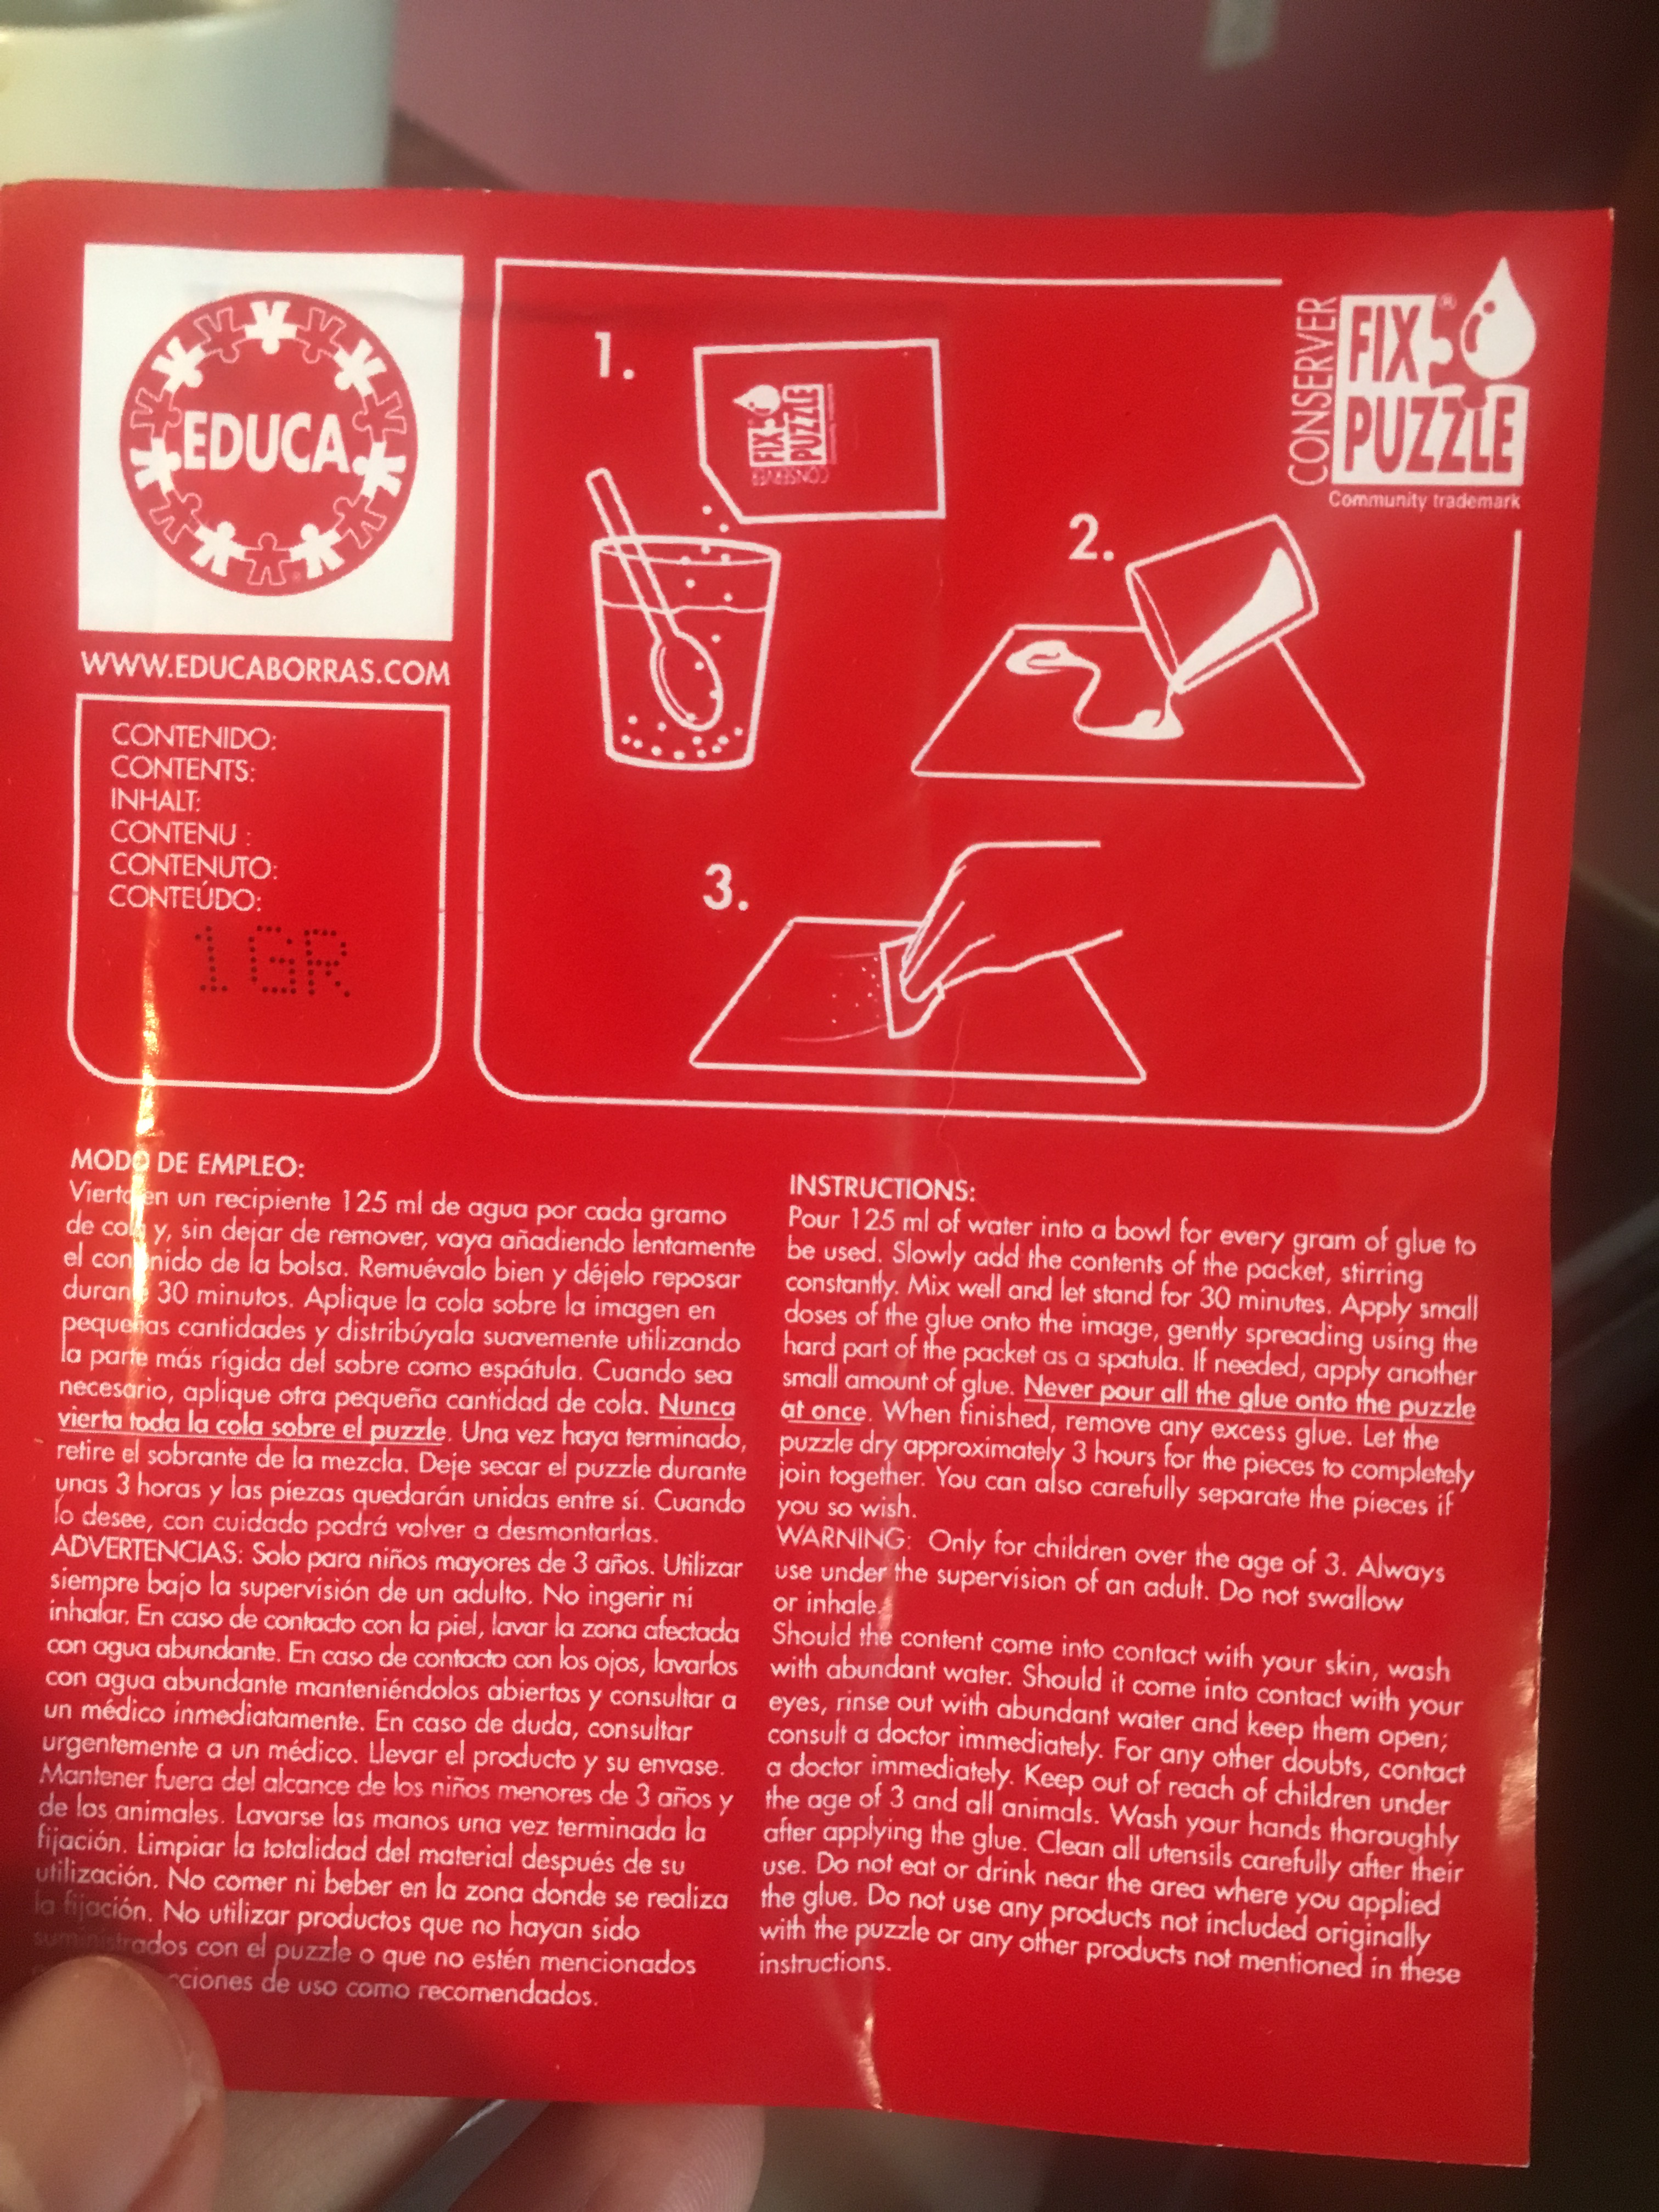 EDUCA
WWW.EDUCABORRAS.COM
CONTENIDO:
CONTENTS:
INHALT:
CONTENU :
CONTENUTO:
CONTEÚDO:
1GR
1.
FIX
PUZZLE
CONSERVER
2.
3.
CONSERVER
FIX®
PUZZLE
Community trademark
MODO DE EMPLEO:
Vierta en un recipiente 125 ml de agua por cada gramo
de cola y, sin dejar de remover, vaya añadiendo lentamente
el contenido de la bolsa. Remuévalo bien y déjelo reposar
durante 30 minutos. Aplique la cola sobre la imagen en
pequeñas cantidades y distribúyala suavemente utilizando
la parte más rígida del sobre como espátula. Cuando sea
necesario, aplique otra pequeña cantidad de cola. Nunca
vierta toda la cola sobre el puzzle. Una vez haya terminado,
retire el sobrante de la mezcla. Deje secar el puzzle durante
unas 3 horas y las piezas quedarán unidas entre sí. Cuando
lo desee, con cuidado podrá volver a desmontarlas.
ADVERTENCIAS: Solo para niños mayores de 3 años. Utilizar
siempre bajo la supervisión de un adulto. No ingerir ni
inhalar. En caso de contacto con la piel, lavar la zona afectada
con agua abundante. En caso de contacto con los ojos, lavarlos
con agua abundante manteniéndolos abiertos y consultar a
un médico inmediatamente. En caso de duda, consultar
urgentemente a un médico. Llevar el producto y su envase.
Mantener fuera del alcance de los niños menores de 3 años y
de los animales. Lavarse las manos una vez terminada la
fijación. Limpiar la totalidad del material después de su
utilización. No comer ni beber en la zona donde se realiza
la fijación. No utilizar productos que no hayan sido
suministrados con el puzzle o que no estén mencionados
de uso como recomendados.
INSTRUCTIONS:
Pour 125 ml of water into a bowl for every gram of glue to
be used. Slowly add the contents of the packet, stirring
constantly. Mix well and let stand for 30 minutes. Apply small
doses of the glue onto the image, gently spreading using the
hard part of the packet as a spatula. If needed, apply another
small amount of glue. Never pour all the glue onto the puzzle
at once. When finished, remove any excess glue. Let the
puzzle dry approximately 3 hours for the pieces to completely
join together. You can also carefully separate the pieces if
you so wish.
WARNING: Only for children over the age of 3. Always
use under the supervision of an adult. Do not swallow
or inhale.
Should the content come into contact with your skin, wash
with abundant water. Should it come into contact with your
eyes, rinse out with abundant water and keep them open;
consult a doctor immediately. For any other doubts, contact
a doctor immediately. Keep out of reach of children under
the age of 3 and all animals. Wash your hands thoroughly
after applying the glue. Clean all utensils carefully after their
use. Do not eat or drink near the area where you applied
the glue. Do not use any products not included originally
with the puzzle or any other products not mentioned in these
instructions.